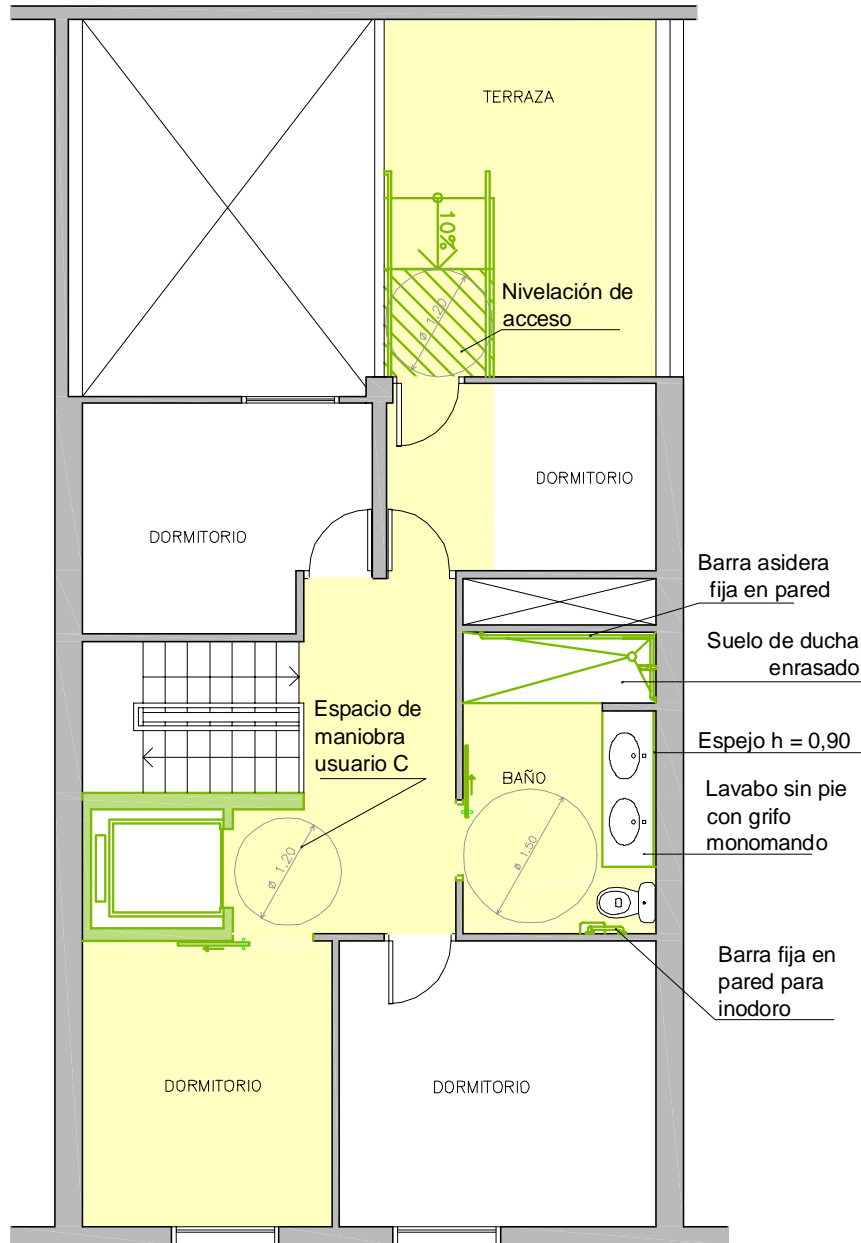 TERRAZA
10%
Nivelación de
acceso
ø 1.20
DORMITORIO
DORMITORIO
Barra asidera
fija en pared
Suelo de ducha
enrasado
Espacio de
maniobra
usuario C
Espejo h = 0,90
BAÑO
Lavabo sin pie
con grifo
monomando
ø 1.20
ø 1.50
Barra fija en
pared para
inodoro
DORMITORIO
DORMITORIO